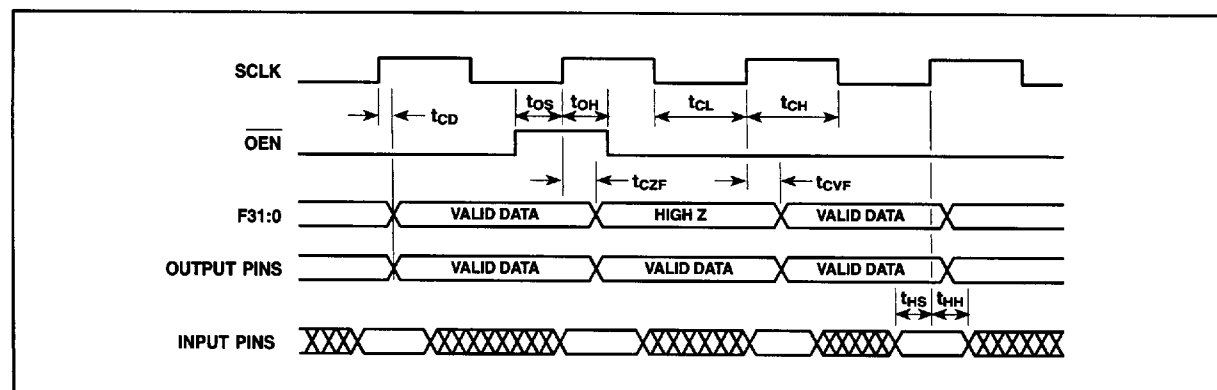 SCLK
tOS tOH tCL tCH
tCD
OEN
tCZF tCVF
F31:0 VALID DATA HIGH Z VALID DATA
OUTPUT PINS VALID DATA VALID DATA VALID DATA
tHS tHH
INPUT PINS